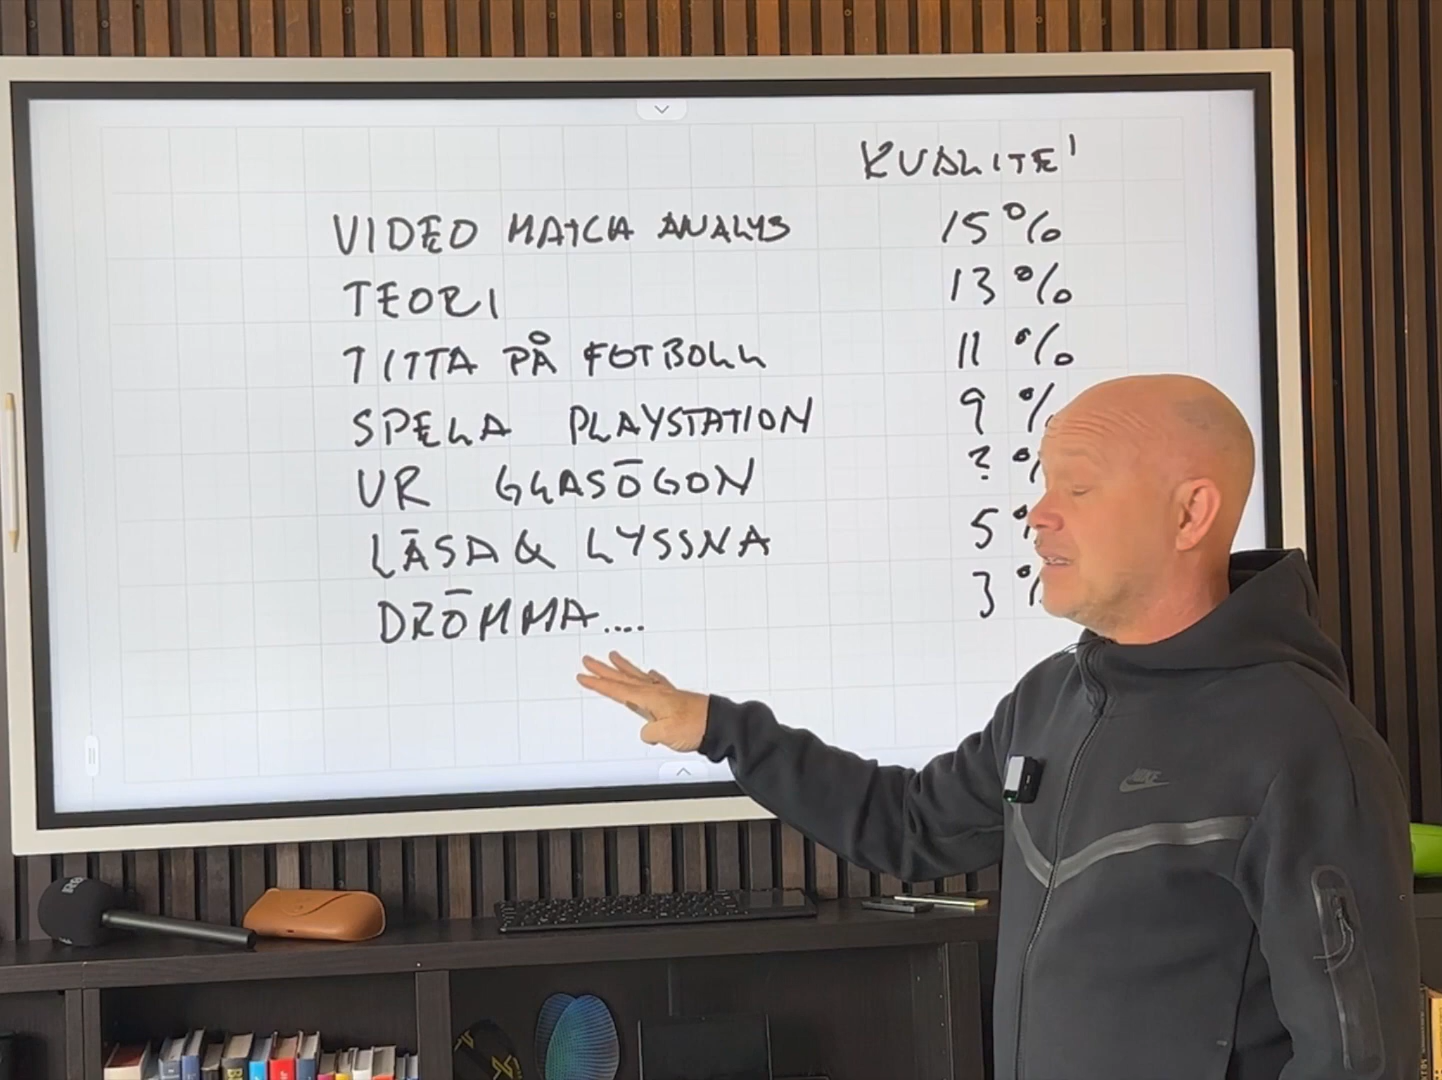 KVALITE'
VIDEO MATCH ANALYS 15 %
TEORI 13 %
TITTA PÅ FOTBOLL 11 %
SPELA PLAYSTATION 9 %
VR GLASÖGON ? %
LÄSA & LYSSNA 5 %
DRÖMMA.... 3 %
NIKE